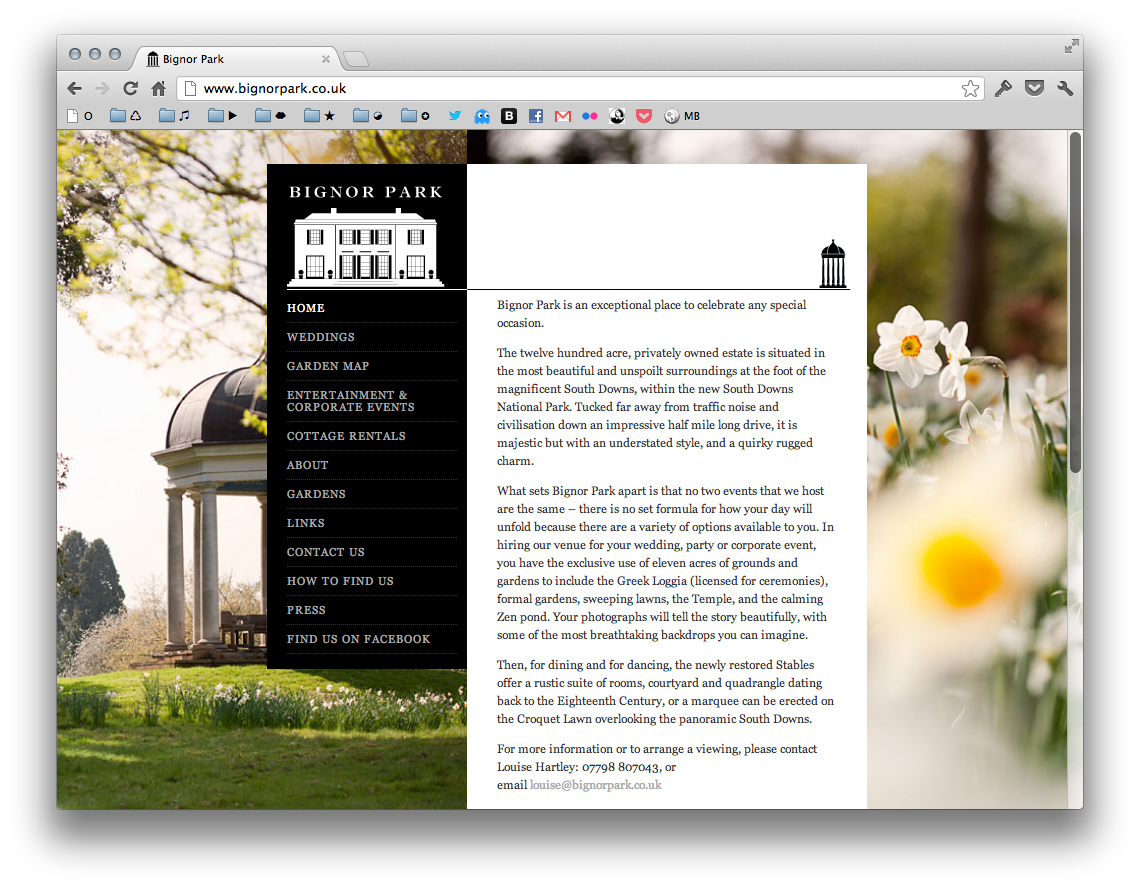 Bignor Park
www.bignorpark.co.uk
O
B
MB
BIGNOR PARK
HOME
WEDDINGS
GARDEN MAP
ENTERTAINMENT &
CORPORATE EVENTS
COTTAGE RENTALS
ABOUT
GARDENS
LINKS
CONTACT US
HOW TO FIND US
PRESS
FIND US ON FACEBOOK
Bignor Park is an exceptional place to celebrate any special
occasion.
The twelve hundred acre, privately owned estate is situated in
the most beautiful and unspoilt surroundings at the foot of the
magnificent South Downs, within the new South Downs
National Park. Tucked far away from traffic noise and
civilisation down an impressive half mile long drive, it is
majestic but with an understated style, and a quirky rugged
charm.
What sets Bignor Park apart is that no two events that we host
are the same – there is no set formula for how your day will
unfold because there are a variety of options available to you. In
hiring our venue for your wedding, party or corporate event,
you have the exclusive use of eleven acres of grounds and
gardens to include the Greek Loggia (licensed for ceremonies),
formal gardens, sweeping lawns, the Temple, and the calming
Zen pond. Your photographs will tell the story beautifully, with
some of the most breathtaking backdrops you can imagine.
Then, for dining and for dancing, the newly restored Stables
offer a rustic suite of rooms, courtyard and quadrangle dating
back to the Eighteenth Century, or a marquee can be erected on
the Croquet Lawn overlooking the panoramic South Downs.
For more information or to arrange a viewing, please contact
Louise Hartley: 07798 807043, or
email louise@bignorpark.co.uk